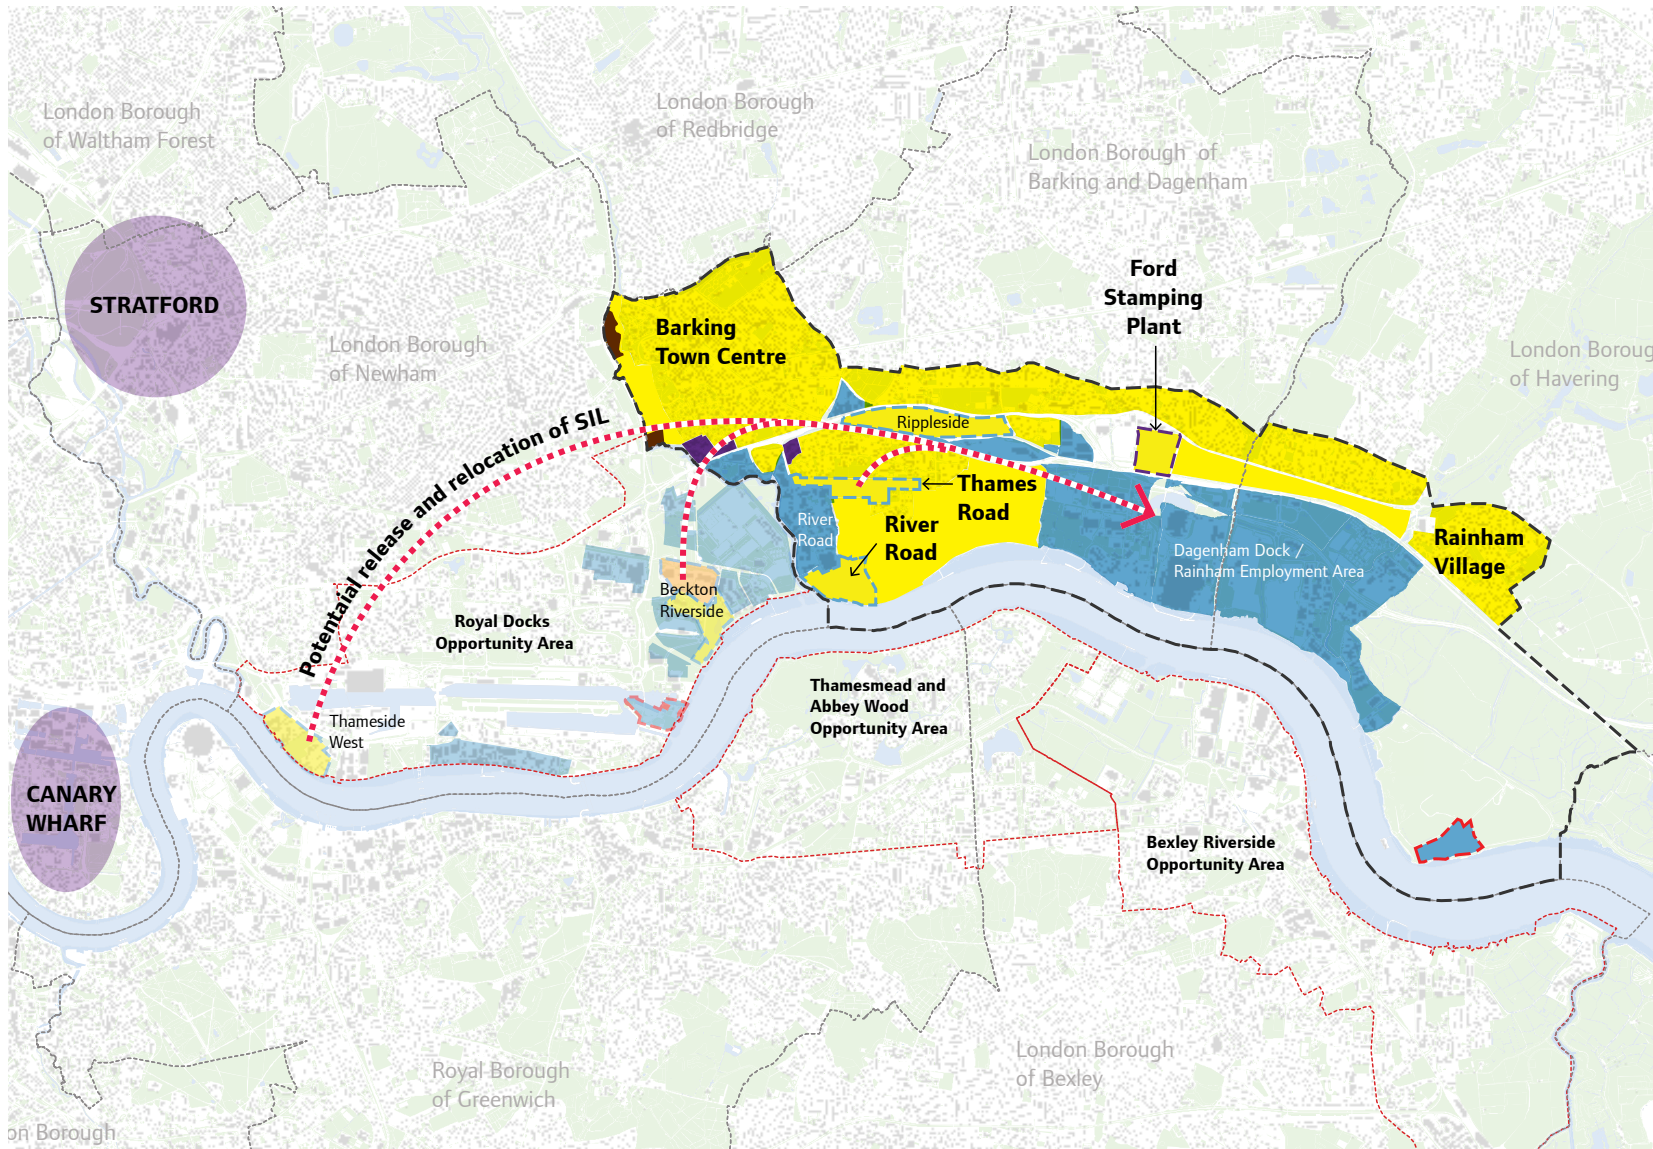 London Borough
of Waltham Forest
London Borough
of Redbridge
London Borough of
Barking and Dagenham
STRATFORD
London Borough
of Newham
Barking
Town Centre
Ford
Stamping
Plant
London Boroug
of Havering
Potentaial release and relocation of SIL
Rippleside
Thames
Road
River
Road
River
Road
Rainham
Village
Dagenham Dock /
Rainham Employment Area
Beckton
Riverside
Royal Docks
Opportunity Area
Thamesmead and
Abbey Wood
Opportunity Area
Thameside
West
CANARY
WHARF
Bexley Riverside
Opportunity Area
London Borough
of Bexley
Royal Borough
of Greenwich
on Borough